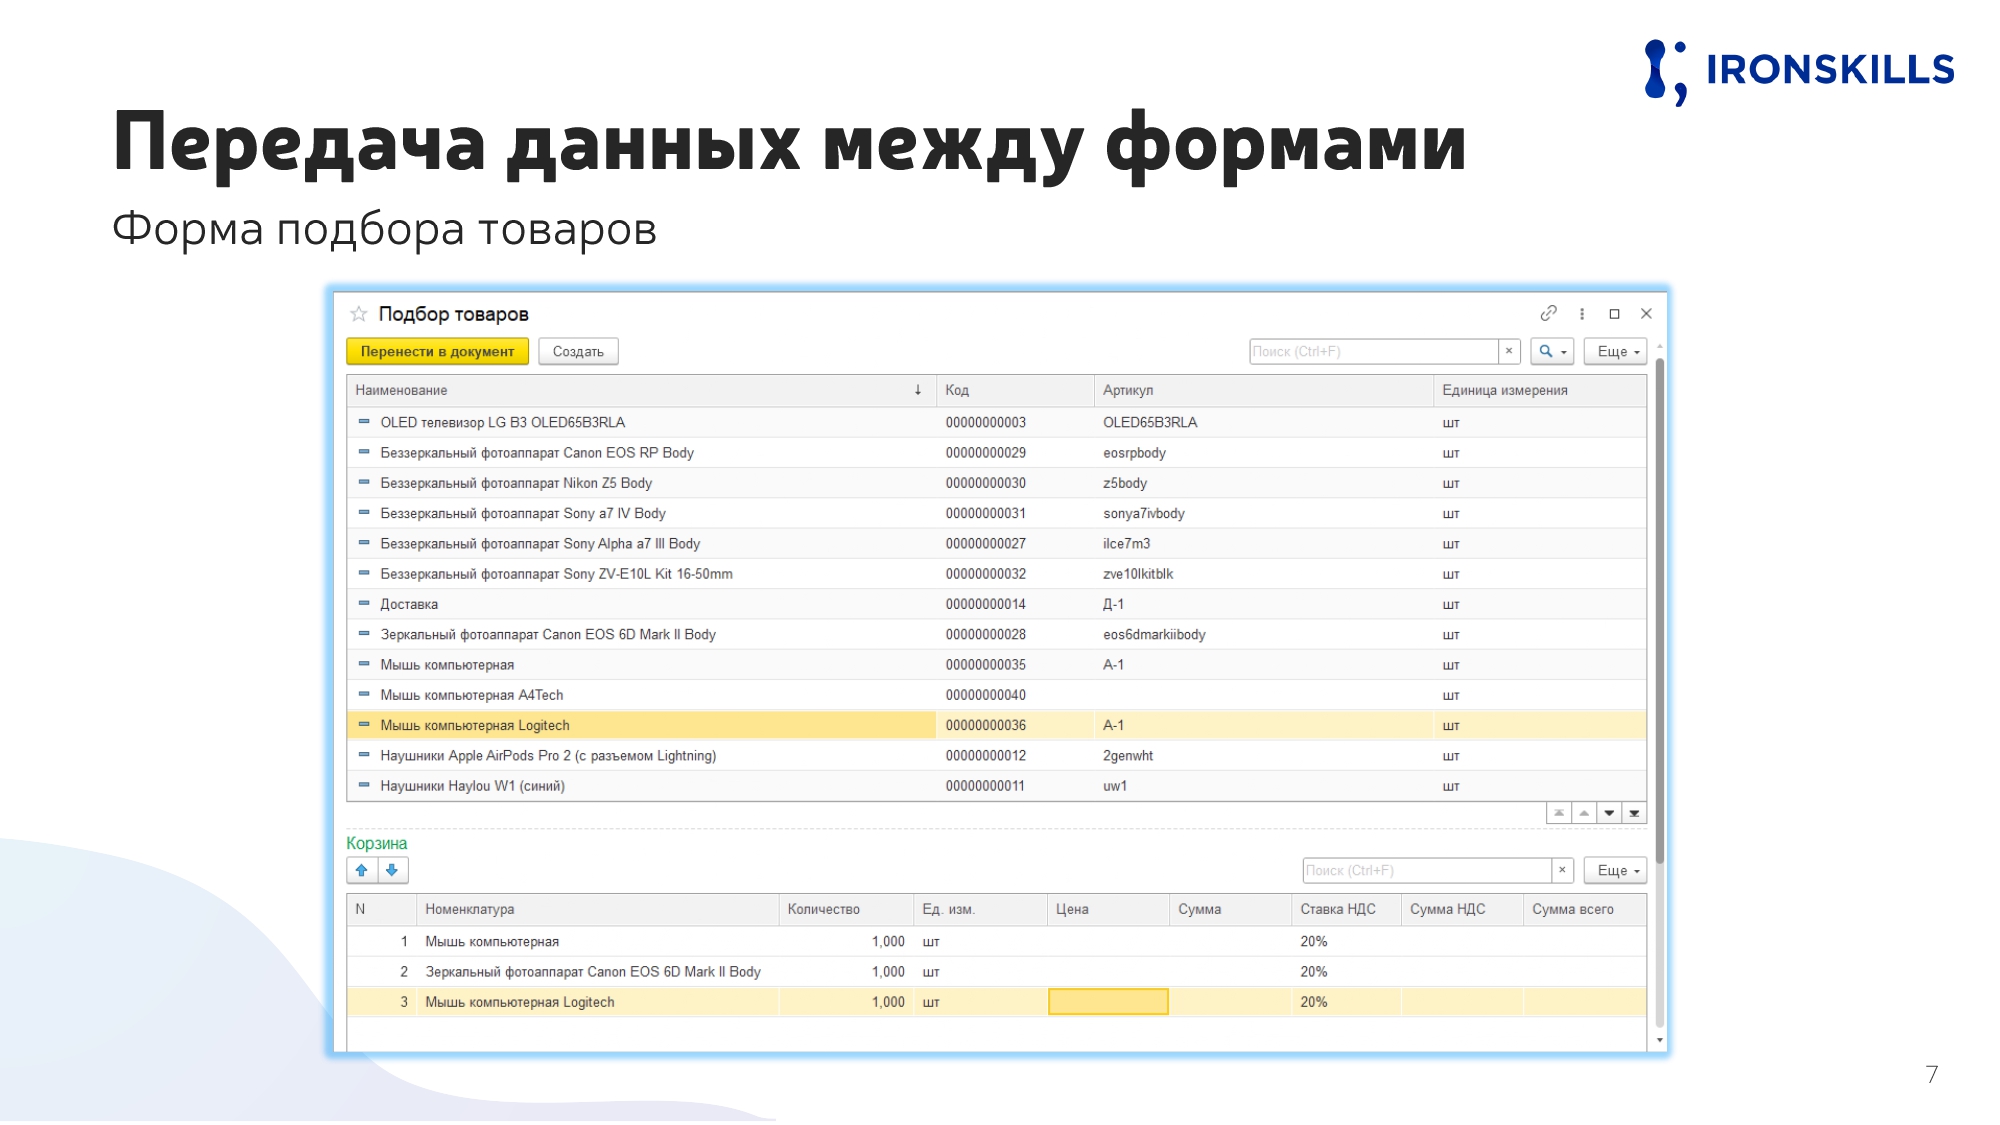 IRONSKILLS
Передача данных между формами
Форма подбора товаров
Подбор товаров
Перенести в документ Создать Поиск (Ctrl+F) × Еще
Наименование ↓ Код Артикул Единица измерения
OLED телевизор LG B3 OLED65B3RLA 00000000003 OLED65B3RLA шт
Беззеркальный фотоаппарат Canon EOS RP Body 00000000029 eosrpbody шт
Беззеркальный фотоаппарат Nikon Z5 Body 00000000030 z5body шт
Беззеркальный фотоаппарат Sony a7 IV Body 00000000031 sonya7ivbody шт
Беззеркальный фотоаппарат Sony Alpha a7 III Body 00000000027 ilce7m3 шт
Беззеркальный фотоаппарат Sony ZV-E10L Kit 16-50mm 00000000032 zve10lkitblk шт
Доставка 00000000014 Д-1 шт
Зеркальный фотоаппарат Canon EOS 6D Mark II Body 00000000028 eos6dmarkiibody шт
Мышь компьютерная 00000000035 А-1 шт
Мышь компьютерная A4Tech 00000000040 шт
Мышь компьютерная Logitech 00000000036 А-1 шт
Наушники Apple AirPods Pro 2 (с разъемом Lightning) 00000000012 2genwht шт
Наушники Haylou W1 (синий) 00000000011 uw1 шт
Корзина
Поиск (Ctrl+F) × Еще
N Номенклатура Количество Ед. изм. Цена Сумма Ставка НДС Сумма НДС Сумма всего
1 Мышь компьютерная 1,000 шт 20%
2 Зеркальный фотоаппарат Canon EOS 6D Mark II Body 1,000 шт 20%
3 Мышь компьютерная Logitech 1,000 шт 20%
7